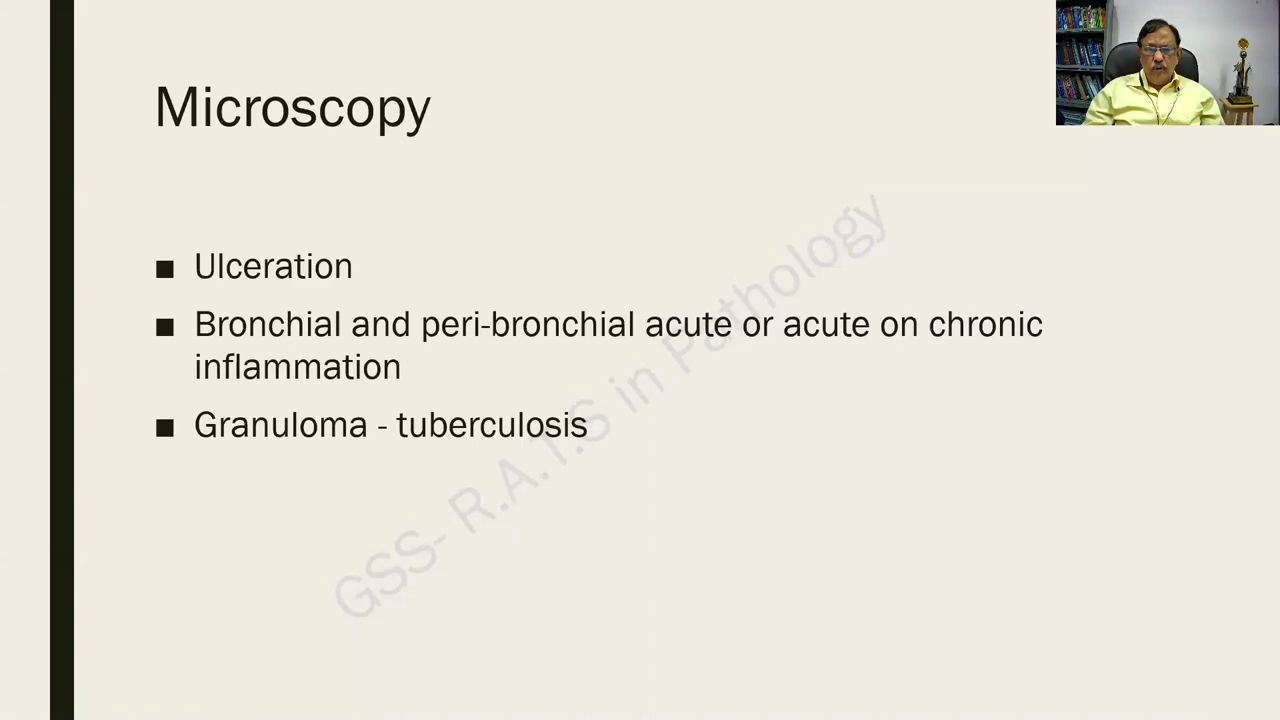 Microscopy
■ Ulceration
■ Bronchial and peri-bronchial acute or acute on chronic
inflammation
■ Granuloma - tuberculosis
GSS- R.A.T.S in Pathology